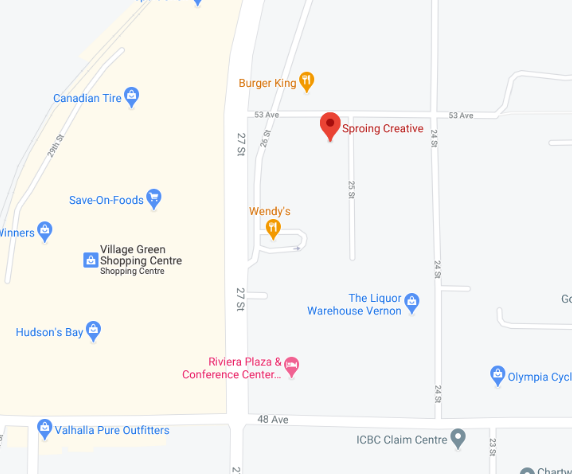 Burger King
Canadian Tire
53 Ave
53 Ave
Sproing Creative
29th St
27 St
26 St
24 St
25 St
Save-On-Foods
Wendy's
Winners
Village Green
Shopping Centre
Shopping Centre
24 St
27 St
The Liquor
Warehouse Vernon
Go
Hudson's Bay
Riviera Plaza &
Conference Center...
Olympia Cycl
24 St
48 Ave
Valhalla Pure Outfitters
ICBC Claim Centre
23 St
2
Chartw